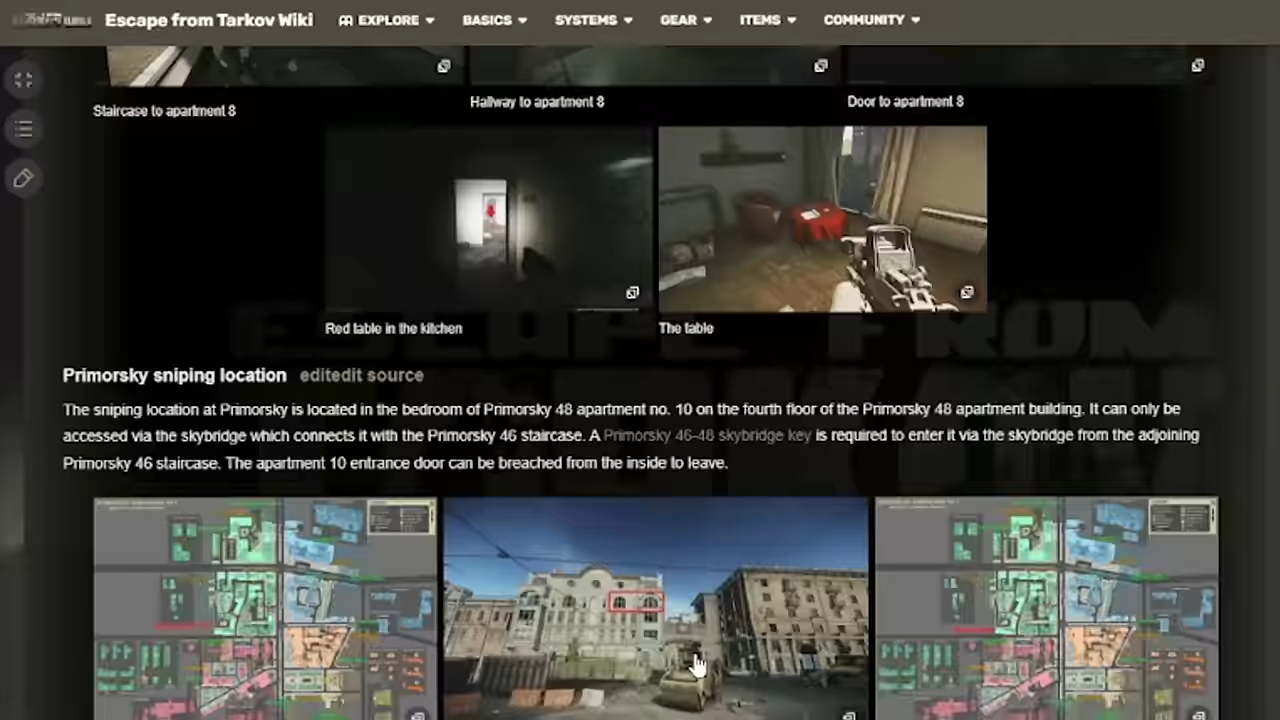 Escape from Tarkov Wiki
EXPLORE
BASICS
SYSTEMS
GEAR
ITEMS
COMMUNITY
Staircase to apartment 8
Hallway to apartment 8
Door to apartment 8
Red table in the kitchen
The table
ESCAPE FROM
Primorsky sniping location editedit source
The sniping location at Primorsky is located in the bedroom of Primorsky 48 apartment no. 10 on the fourth floor of the Primorsky 48 apartment building. It can only be
accessed via the skybridge which connects it with the Primorsky 46 staircase. A Primorsky 46–48 skybridge key is required to enter it via the skybridge from the adjoining
Primorsky 46 staircase. The apartment 10 entrance door can be breached from the inside to leave.